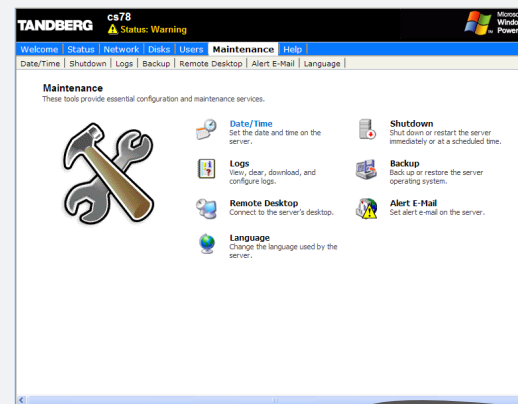 TANDBERG
cs78
Status: Warning
Welcome | Status | Network | Disks | Users | Maintenance | Help |
Date/Time | Shutdown | Logs | Backup | Remote Desktop | Alert E-Mail | Language |
Maintenance
These tools provide essential configuration and maintenance services.
Date/Time
Set the date and time on the
server.
Shutdown
Shut down or restart the server
immediately or at a scheduled time.
Logs
View, clear, download, and
configure logs.
Backup
Back up or restore the server
operating system.
Remote Desktop
Connect to the server's desktop.
Alert E-Mail
Set alert e-mail on the server.
Language
Change the language used by the
server.